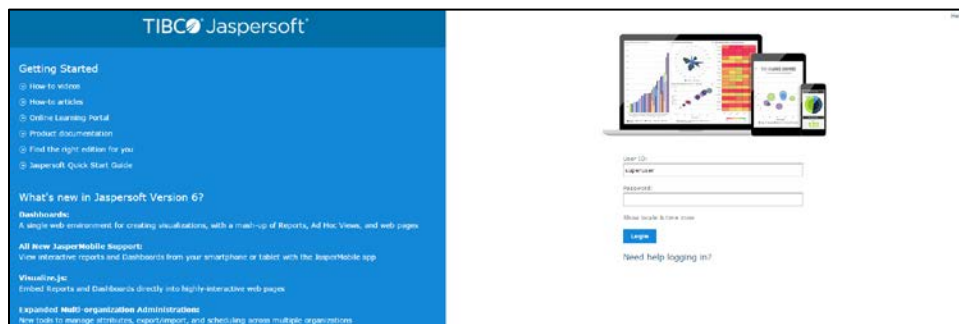 TIBCO Jaspersoft®
Getting Started
How-to videos
How-to articles
Online Learning Portal
Product documentation
Find the right edition for you
Jaspersoft Quick Start Guide
What's new in Jaspersoft Version 6?
Dashboards:
A single web environment for creating visualizations, with a mash-up of Reports, Ad Hoc Views, and web pages
All New JasperMobile Support:
View interactive reports and Dashboards from your smartphone or tablet with the JasperMobile app
Visualize.js:
Embed Reports and Dashboards directly into highly-interactive web pages
Expanded Multi-organization Administration:
New tools to manage attributes, export/import, and scheduling across multiple organizations
User ID:
superuser
Password:
Show locale & time zone
Login
Need help logging in?